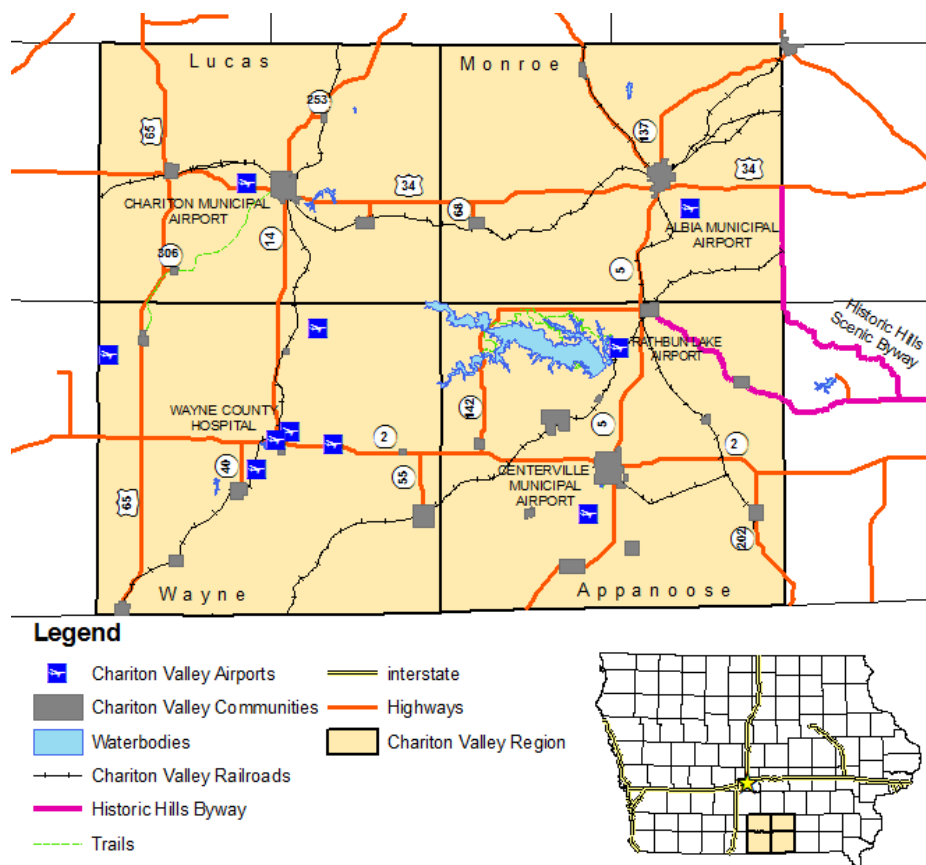 Lucas
Monroe
253
65
137
34
34
CHARITON MUNICIPAL
AIRPORT
68
ALBIA MUNICIPAL
AIRPORT
14
306
5
Historic Hills
Scenic Byway
RATHBUN LAKE
AIRPORT
142
WAYNE COUNTY
HOSPITAL
2
5
2
40
55
CENTERVILLE
MUNICIPAL
AIRPORT
65
202
Wayne
Appanoose
Legend
Chariton Valley Airports
interstate
Chariton Valley Communities
Highways
Waterbodies
Chariton Valley Region
Chariton Valley Railroads
Historic Hills Byway
Trails